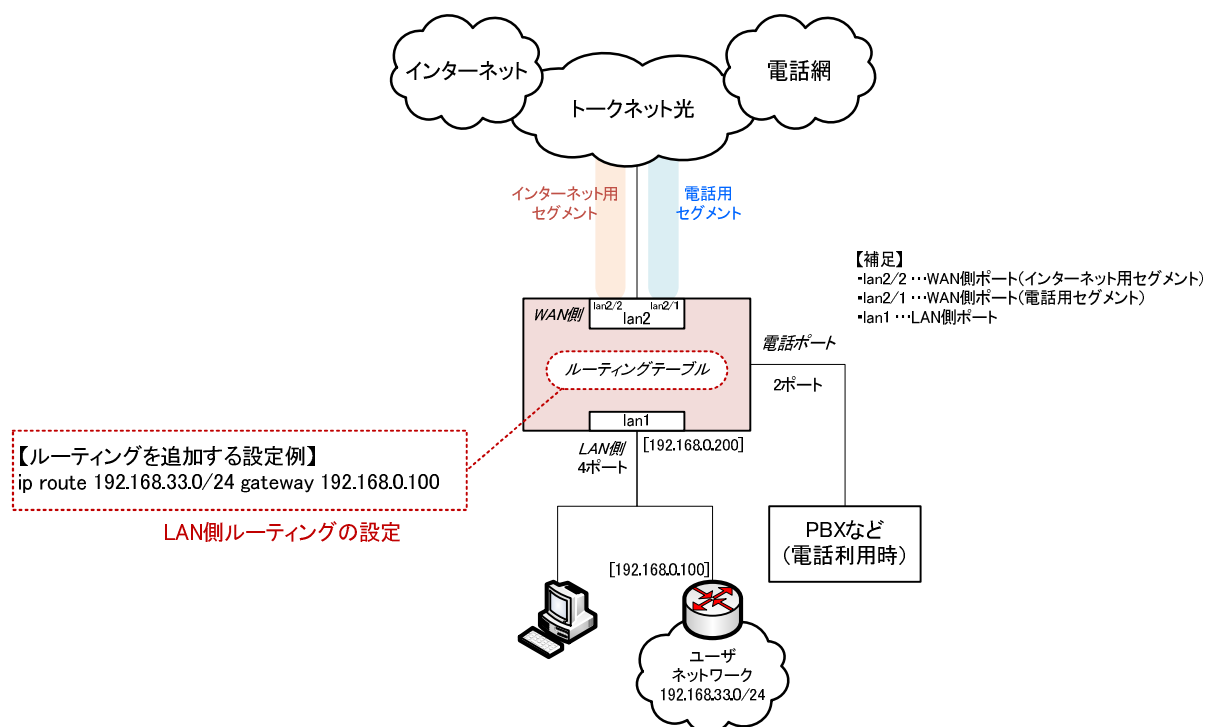 インターネット
電話網
トークネット光
インターネット用
セグメント
電話用
セグメント
【補足】
・lan2/2 …WAN側ポート(インターネット用セグメント)
・lan2/1 …WAN側ポート(電話用セグメント)
・lan1 …LAN側ポート
WAN側
lan2/2
lan2/1
lan2
電話ポート
ルーティングテーブル
2ポート
lan1
LAN側
4ポート
[192.168.0.200]
【ルーティングを追加する設定例】
ip route 192.168.33.0/24 gateway 192.168.0.100
LAN側ルーティングの設定
PBXなど
(電話利用時)
[192.168.0.100]
ユーザ
ネットワーク
192.168.33.0/24